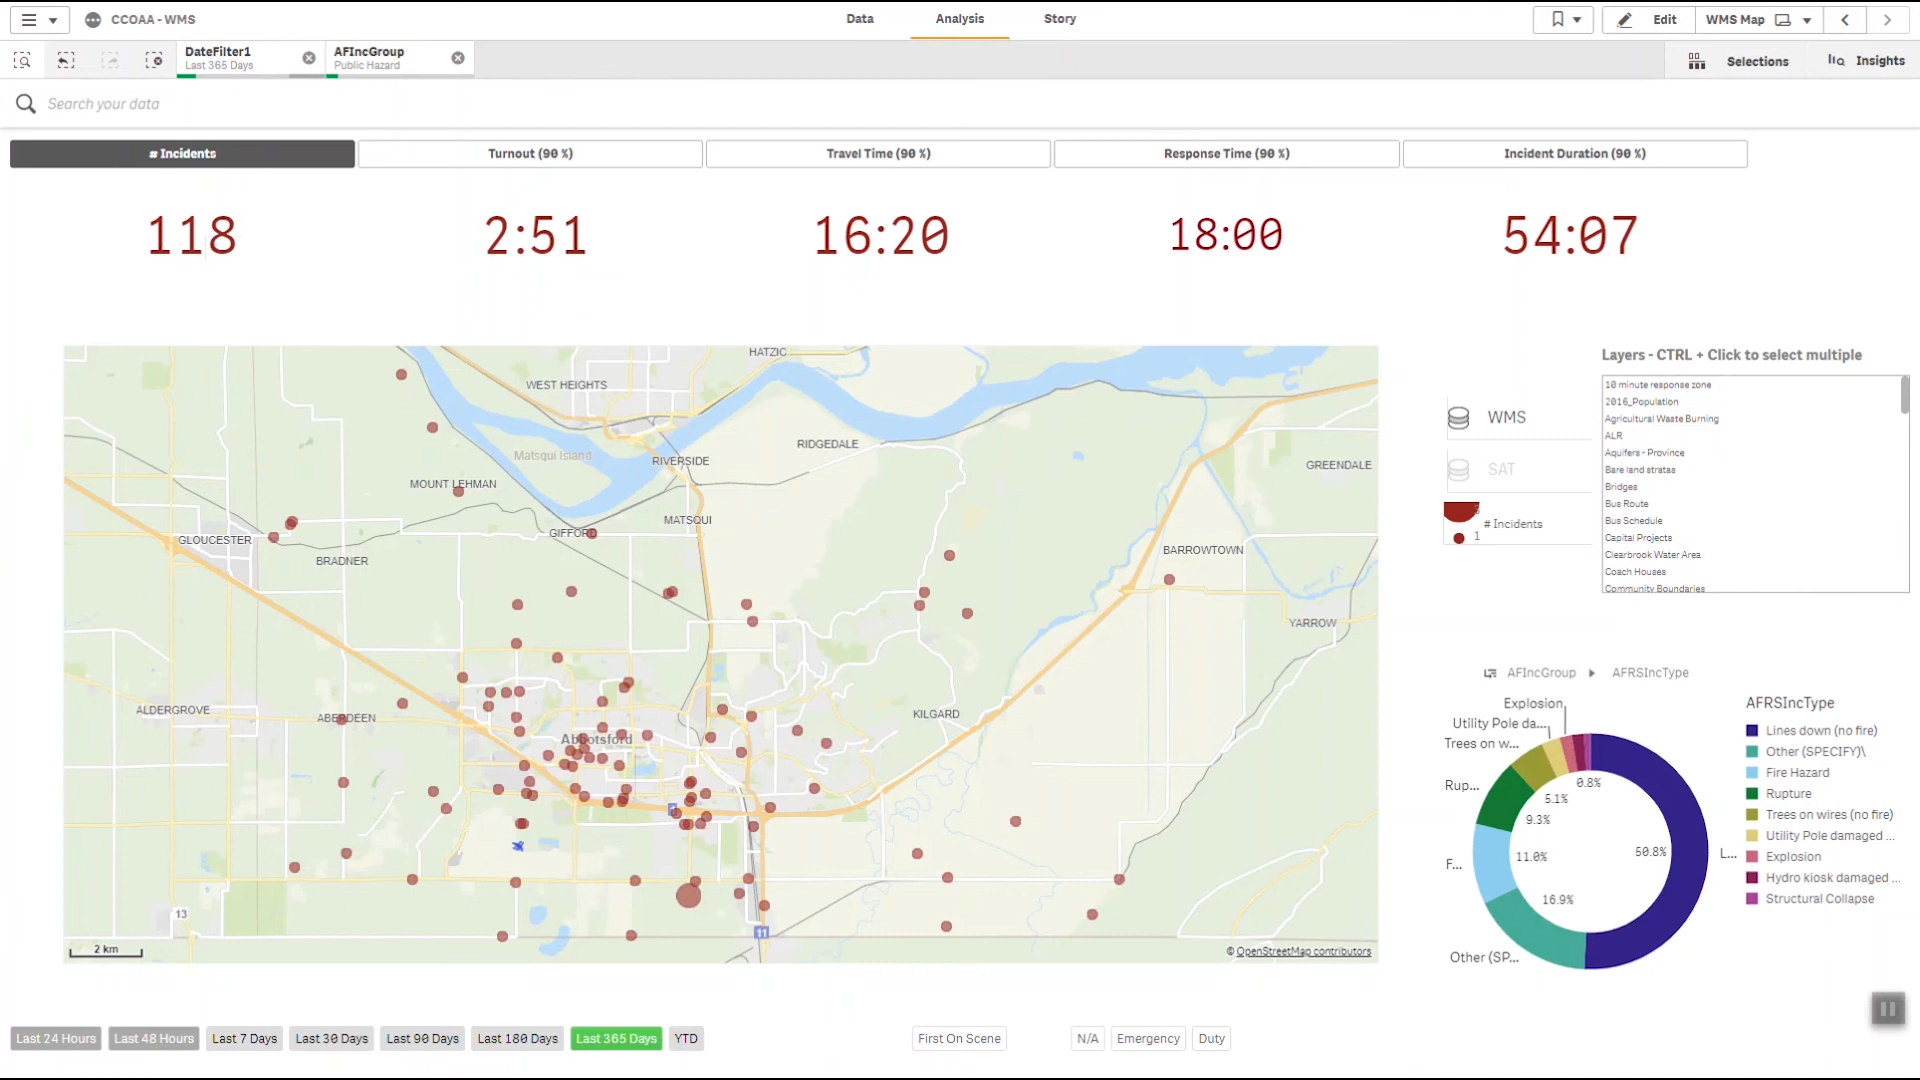 CCOAA - WMS
Data
Analysis
Story
Edit
WMS Map
DateFilter1
Last 365 Days
AFIncGroup
Public Hazard
Selections
Insights
Search your data
# Incidents
Turnout (90 %)
Travel Time (90 %)
Response Time (90 %)
Incident Duration (90 %)
118
2:51
16:20
18:00
54:07
HATZIC
WEST HEIGHTS
RIDGEDALE
Matsqui Island
RIVERSIDE
GREENDALE
MOUNT LEHMAN
MATSQUI
GLOUCESTER
GIFFORD
BRADNER
BARROWTOWN
YARROW
ALDERGROVE
ABERDEEN
KILGARD
Abbotsford
13
11
2 km
© OpenStreetMap contributors
Layers - CTRL + Click to select multiple
WMS
SAT
# Incidents
1
10 minute response zone
2016_Population
Agricultural Waste Burning
ALR
Aquifers - Province
Bare land stratas
Bridges
Bus Route
Bus Schedule
Capital Projects
Clearbrook Water Area
Coach Houses
Community Boundaries
AFIncGroup
AFRSIncType
Explosion
Utility Pole da...
Trees on w...
Rup...
F...
Other (SP...
L...
0.8%
5.1%
9.3%
11.0%
16.9%
50.8%
AFRSIncType
Lines down (no fire)
Other (SPECIFY)\
Fire Hazard
Rupture
Trees on wires (no fire)
Utility Pole damaged ...
Explosion
Hydro kiosk damaged ...
Structural Collapse
Last 24 Hours
Last 48 Hours
Last 7 Days
Last 30 Days
Last 90 Days
Last 180 Days
Last 365 Days
YTD
First On Scene
N/A
Emergency
Duty